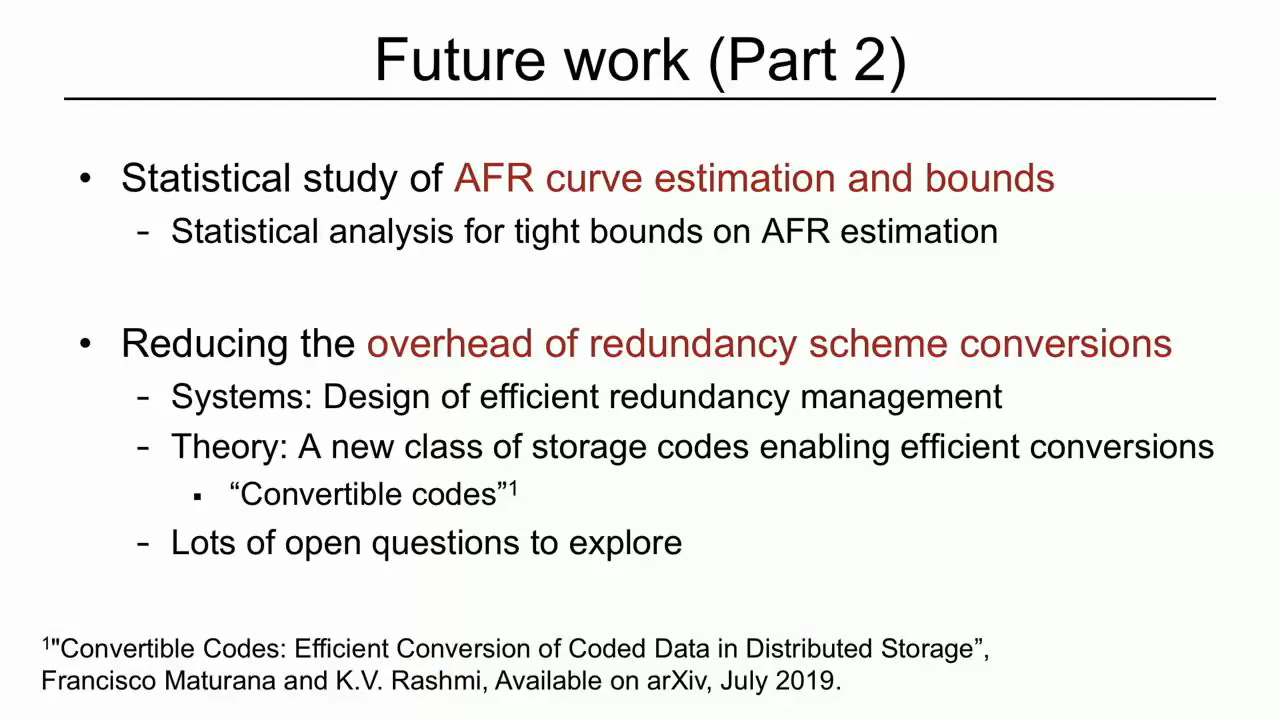 Future work (Part 2)
• Statistical study of AFR curve estimation and bounds
- Statistical analysis for tight bounds on AFR estimation
• Reducing the overhead of redundancy scheme conversions
- Systems: Design of efficient redundancy management
- Theory: A new class of storage codes enabling efficient conversions
▪ “Convertible codes”¹
- Lots of open questions to explore
¹"Convertible Codes: Efficient Conversion of Coded Data in Distributed Storage”,
Francisco Maturana and K.V. Rashmi, Available on arXiv, July 2019.